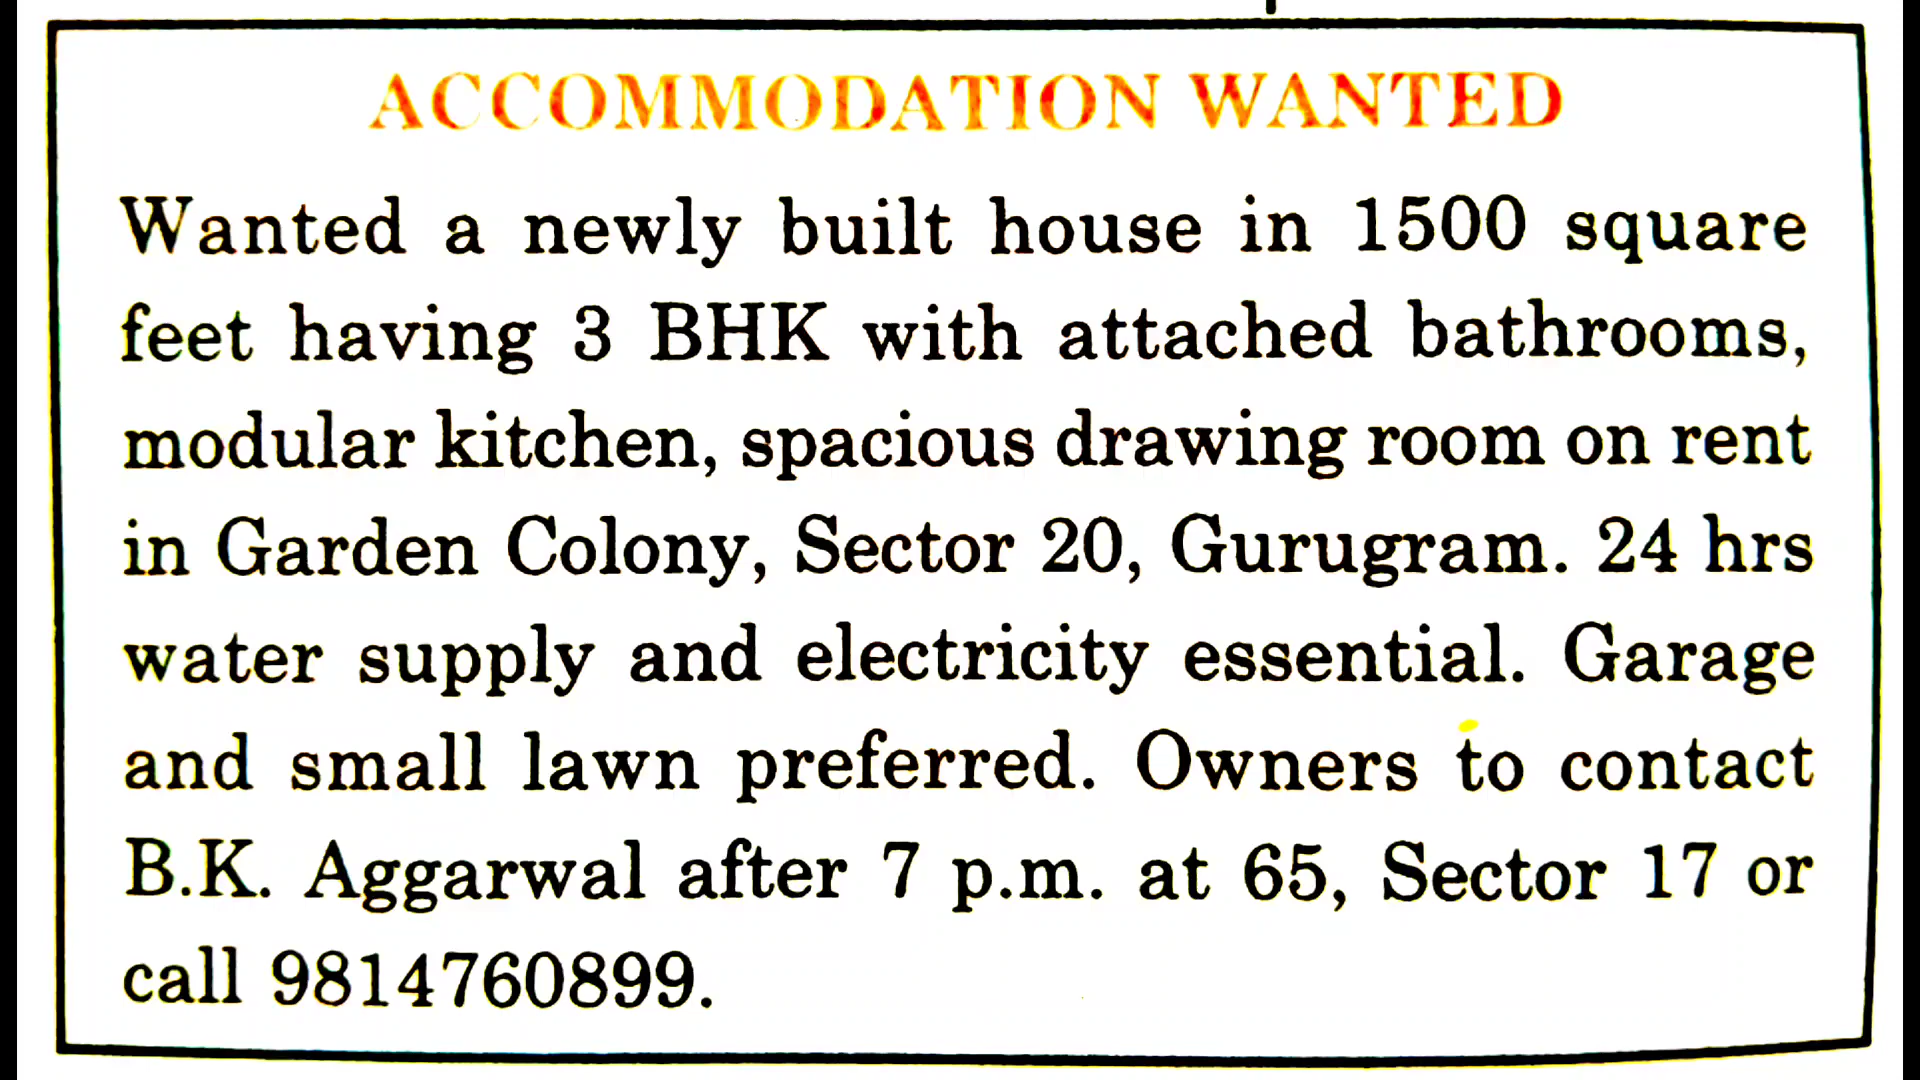 ACCOMMODATION WANTED
Wanted a newly built house in 1500 square
feet having 3 BHK with attached bathrooms,
modular kitchen, spacious drawing room on rent
in Garden Colony, Sector 20, Gurugram. 24 hrs
water supply and electricity essential. Garage
and small lawn preferred. Owners to contact
B.K. Aggarwal after 7 p.m. at 65, Sector 17 or
call 9814760899.